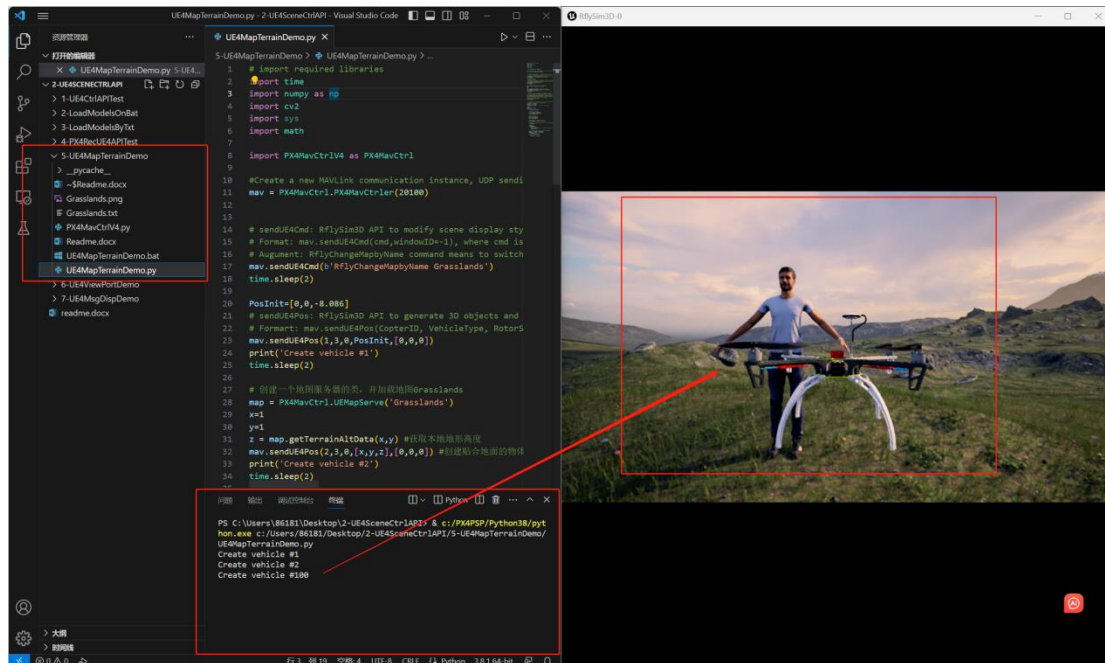 UE4MapTerrainDemo.py - 2-UE4SceneCtrlAPI - Visual Studio Code
资源管理器
打开的编辑器
UE4MapTerrainDemo.py 5-UE4...
2-UE4SCENECTRLAPI
1-UE4CtrlAPITest
2-LoadModelsOnBat
3-LoadModelsByTxt
4-PX4RecUE4APITest
5-UE4MapTerrainDemo
__pycache__
~$Readme.docx
Grasslands.png
Grasslands.txt
PX4MavCtrlV4.py
Readme.docx
UE4MapTerrainDemo.bat
UE4MapTerrainDemo.py
6-UE4ViewPortDemo
7-UE4MsgDispDemo
readme.docx
大纲
时间线
UE4MapTerrainDemo.py
5-UE4MapTerrainDemo > UE4MapTerrainDemo.py > ...
1 # import required libraries
2 import time
3 import numpy as np
4 import cv2
5 import sys
6 import math
7
8 import PX4MavCtrlV4 as PX4MavCtrl
9
10 #Create a new MAVLink communication instance, UDP sendi
11 mav = PX4MavCtrl.PX4MavCtrler(20100)
12
13
14 # sendUE4Cmd: RflySim3D API to modify scene display sty
15 # Format: mav.sendUE4Cmd(cmd,windowID=-1), where cmd is
16 # Augument: RflyChangeMapbyName command means to switch
17 mav.sendUE4Cmd(b'RflyChangeMapbyName Grasslands')
18 time.sleep(2)
19
20 PosInit=[0,0,-8.086]
21 # sendUE4Pos: RflySim3D API to generate 3D objects and
22 # Formart: mav.sendUE4Pos(CopterID, VehicleType, RotorS
23 mav.sendUE4Pos(1,3,0,PosInit,[0,0,0])
24 print('Create vehicle #1')
25 time.sleep(2)
26
27 # 创建一个地图服务器的类，并加载地图Grasslands
28 map = PX4MavCtrl.UEMapServe('Grasslands')
29 x=1
30 y=1
31 z = map.getTerrainAltData(x,y) #获取本地地形高度
32 mav.sendUE4Pos(2,3,0,[x,y,z],[0,0,0]) #创建贴合地面的物体
33 print('Create vehicle #2')
34 time.sleep(2)
问题 输出 调试控制台 终端 Python
PS C:\Users\86181\Desktop\2-UE4SceneCtrlAPI> & c:/PX4PSP/Python38/pyt
hon.exe c:/Users/86181/Desktop/2-UE4SceneCtrlAPI/5-UE4MapTerrainDemo/
UE4MapTerrainDemo.py
Create vehicle #1
Create vehicle #2
Create vehicle #100
0 0 行 3, 列 19 空格: 4 UTF-8 CRLF Python 3.8.1 64-bit
RflySim3D-0